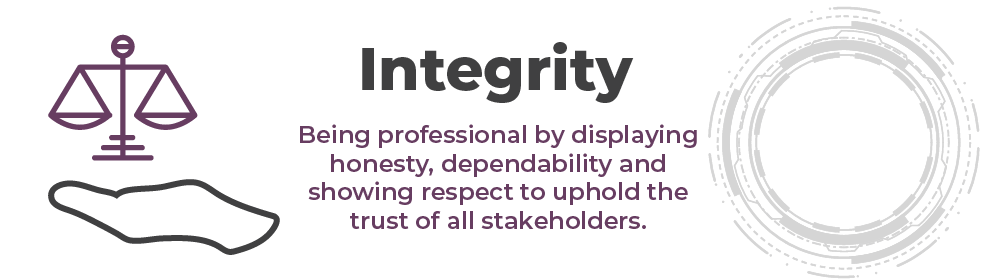 Integrity
Being professional by displaying
honesty, dependability and
showing respect to uphold the
trust of all stakeholders.